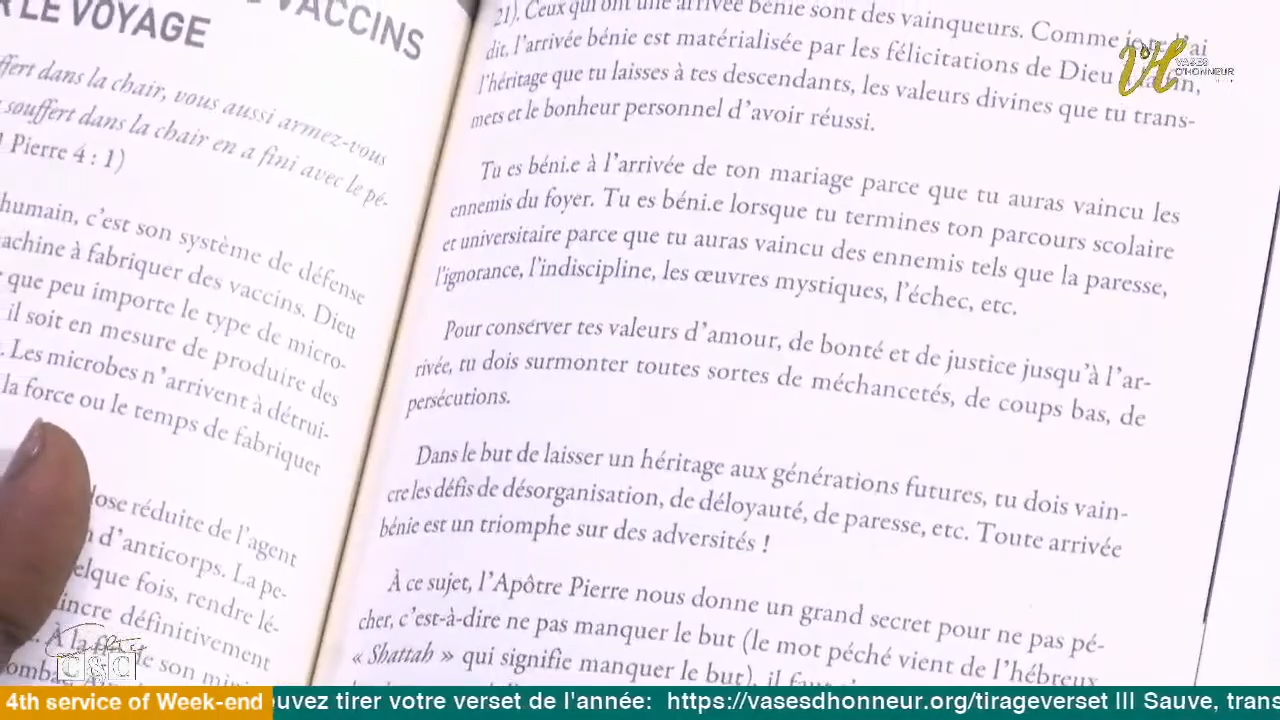 VACCINS
LE VOYAGE
dans la chair, vous aussi armez-vous
souffert dans la chair en a fini avec le pé-
Pierre 4 : 1)
humain, c'est son système de défense
à fabriquer des vaccins. Dieu
que peu importe le type de micro-
il soit en mesure de produire des
Les microbes n'arrivent à détrui-
la force ou le temps de fabriquer
réduite de l'agent
d'anticorps. La pe-
fois, rendre lé-
définitivement
de son
21). Ceux qui ont une arrivée bénie sont des vainqueurs. Comme
dit, l'arrivée bénie est matérialisée par les félicitations de Dieu
l'héritage que tu laisses à tes descendants, les valeurs divines que tu trans-
mets et le bonheur personnel d'avoir réussi.
Tu es béni.e à l'arrivée de ton mariage parce que tu auras vaincu les
ennemis du foyer. Tu es béni.e lorsque tu termines ton parcours scolaire
et universitaire parce que tu auras vaincu des ennemis tels que la paresse,
l'ignorance, l'indiscipline, les œuvres mystiques, l'échec, etc.
Pour conserver tes valeurs d'amour, de bonté et de justice jusqu'à l'ar-
rivée, tu dois surmonter toutes sortes de méchancetés, de coups bas, de
persécutions.
Dans le but de laisser un héritage aux générations futures, tu dois vain-
cre les défis de désorganisation, de déloyauté, de paresse, etc. Toute arrivée
bénie est un triomphe sur des adversités !
À ce sujet, l'Apôtre Pierre nous donne un grand secret pour ne pas pé-
cher, c'est-à-dire ne pas manquer le but (le mot péché vient de l'hébreux
« Shattah » qui signifie manquer le but), il
VH VASES D'HONNEUR
CSC
4th service of Week-end
uvez tirer votre verset de l'année: https://vasesdhonneur.org/tirageverset III Sauve, trans